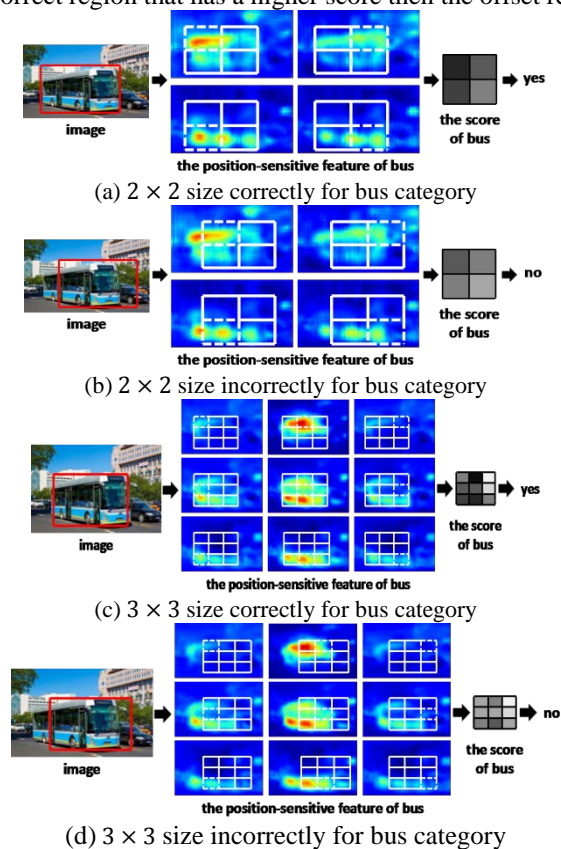 orrect region that has a higher score then the offset re
image
the position-sensitive feature of bus
the score
of bus
yes
(a) 2 × 2 size correctly for bus category
image
the position-sensitive feature of bus
the score
of bus
no
(b) 2 × 2 size incorrectly for bus category
image
the position-sensitive feature of bus
the score
of bus
yes
(c) 3 × 3 size correctly for bus category
image
the position-sensitive feature of bus
the score
of bus
no
(d) 3 × 3 size incorrectly for bus category